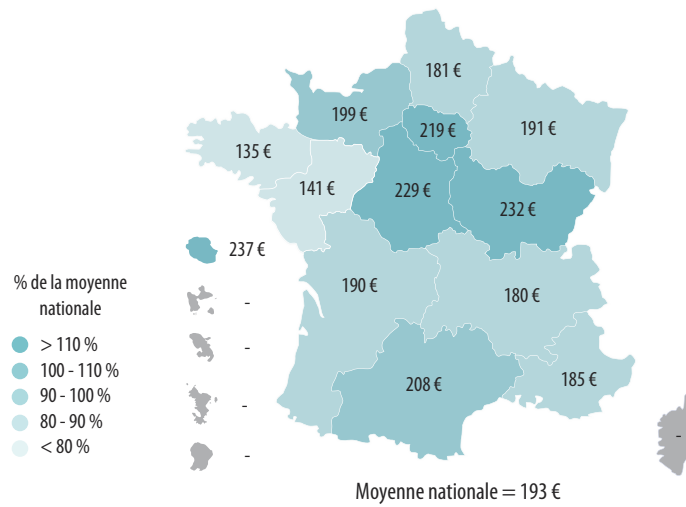 181 €
199 €
219 €
191 €
135 €
141 €
229 €
232 €
237 €
-
-
-
-
190 €
180 €
208 €
185 €
-
% de la moyenne
nationale
> 110 %
100 - 110 %
90 - 100 %
80 - 90 %
< 80 %
Moyenne nationale = 193 €